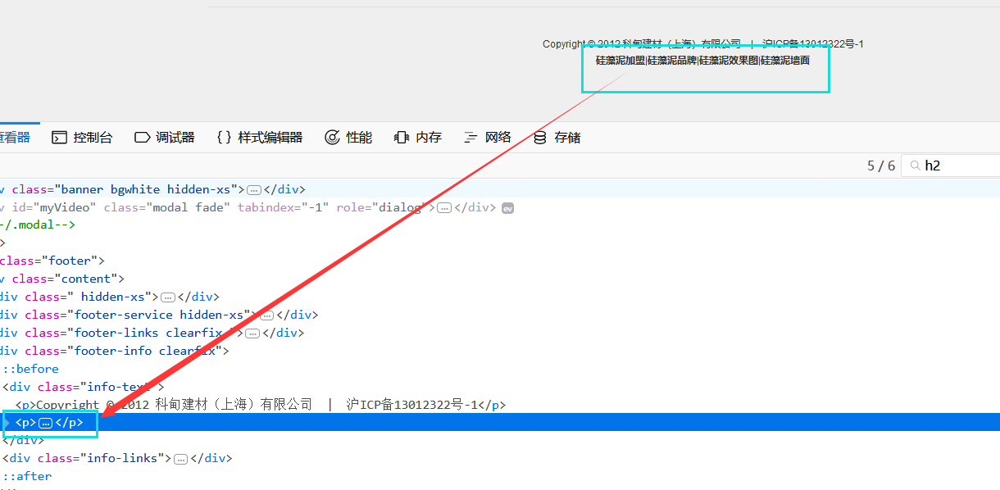 Copyright © 2012 科甸建材（上海）有限公司 | 沪ICP备13012322号-1
硅藻泥加盟|硅藻泥品牌|硅藻泥效果图|硅藻泥墙面
查看器 控制台 调试器 {} 样式编辑器 性能 内存 网络 存储
5 / 6 h2
v class="banner bgwhite hidden-xs">…</div>
v id="myVideo" class="modal fade" tabindex="-1" role="dialog">…</div> ev
-/.modal-->
>
class="footer">
v class="content">
div class=" hidden-xs">…</div>
div class="footer-service hidden-xs">…</div>
div class="footer-links clearfix ">…</div>
div class="footer-info clearfix">
::before
<div class="info-text">
<p>Copyright © 2012 科甸建材（上海）有限公司 | 沪ICP备13012322号-1</p>
<p>…</p>
</div>
<div class="info-links">…</div>
::after